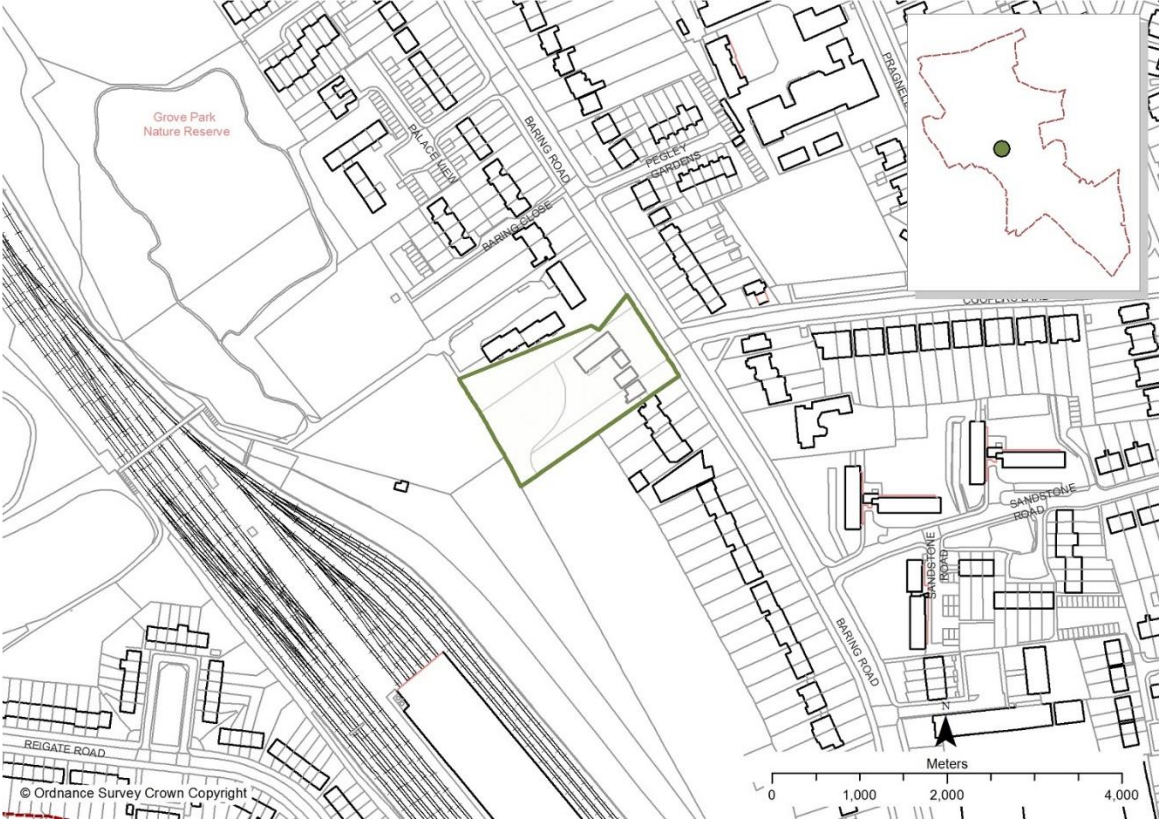 Grove Park
Nature Reserve
PALACE VIEW
BARING ROAD
PEGLEY
GARDENS
BARING CLOSE
SANDSTONE
ROAD
SANDSTONE
ROAD
BARING ROAD
REIGATE ROAD
N
Meters
© Ordnance Survey Crown Copyright
0 1,000 2,000 4,000